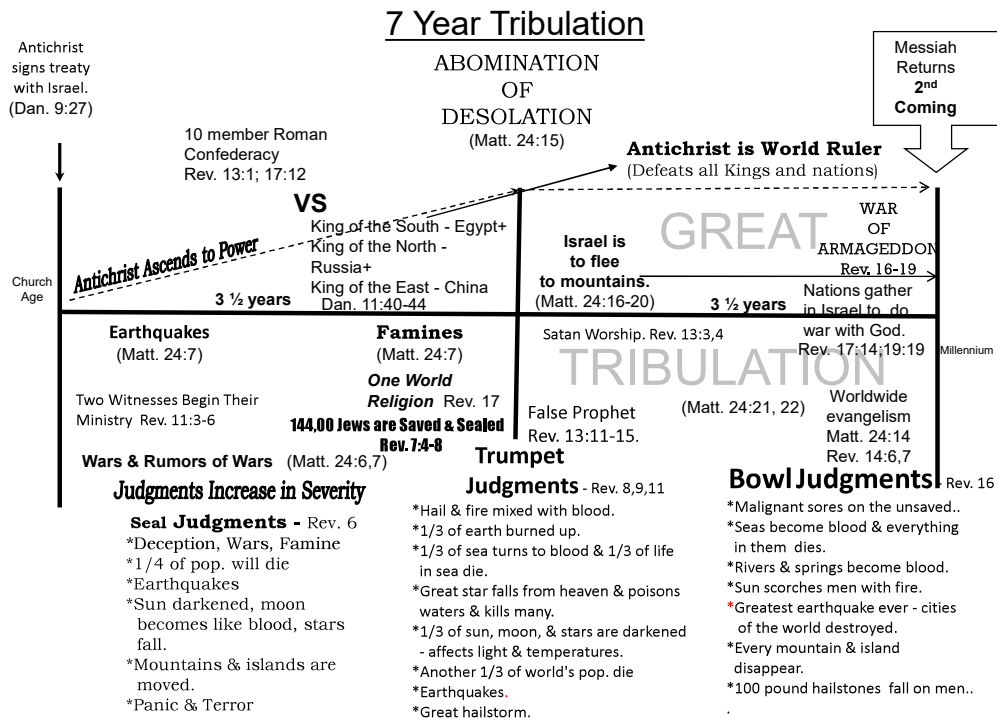 7 Year Tribulation
Antichrist
signs treaty
with Israel.
(Dan. 9:27)
ABOMINATION
OF
DESOLATION
(Matt. 24:15)
Messiah
Returns
2nd
Coming
10 member Roman
Confederacy
Rev. 13:1; 17:12
VS
King of the South - Egypt+
King of the North -
Russia+
King of the East - China
Dan. 11:40-44
Antichrist is World Ruler
(Defeats all Kings and nations)
Antichrist Ascends to Power
Church
Age
3 ½ years
Israel is
to flee
to mountains.
(Matt. 24:16-20)
GREAT
TRIBULATION
WAR
OF
ARMAGEDDON
Rev. 16-19
3 ½ years
Nations gather
in Israel to do
war with God.
Rev. 17:14;19:19
Millennium
Earthquakes
(Matt. 24:7)
Famines
(Matt. 24:7)
Satan Worship. Rev. 13:3,4
One World
Religion Rev. 17
Two Witnesses Begin Their
Ministry Rev. 11:3-6
144,00 Jews are Saved & Sealed
Rev. 7:4-8
False Prophet
Rev. 13:11-15.
(Matt. 24:21, 22)
Worldwide
evangelism
Matt. 24:14
Rev. 14:6,7
Wars & Rumors of Wars (Matt. 24:6,7)
Judgments Increase in Severity
Seal Judgments - Rev. 6
*Deception, Wars, Famine
*1/4 of pop. will die
*Earthquakes
*Sun darkened, moon
becomes like blood, stars
fall.
*Mountains & islands are
moved.
*Panic & Terror
Trumpet
Judgments - Rev. 8,9,11
*Hail & fire mixed with blood.
*1/3 of earth burned up.
*1/3 of sea turns to blood & 1/3 of life
in sea die.
*Great star falls from heaven & poisons
waters & kills many.
*1/3 of sun, moon, & stars are darkened
- affects light & temperatures.
*Another 1/3 of world's pop. die
*Earthquakes.
*Great hailstorm.
Bowl Judgments - Rev. 16
*Malignant sores on the unsaved..
*Seas become blood & everything
in them dies.
*Rivers & springs become blood.
*Sun scorches men with fire.
*Greatest earthquake ever - cities
of the world destroyed.
*Every mountain & island
disappear.
*100 pound hailstones fall on men..
.